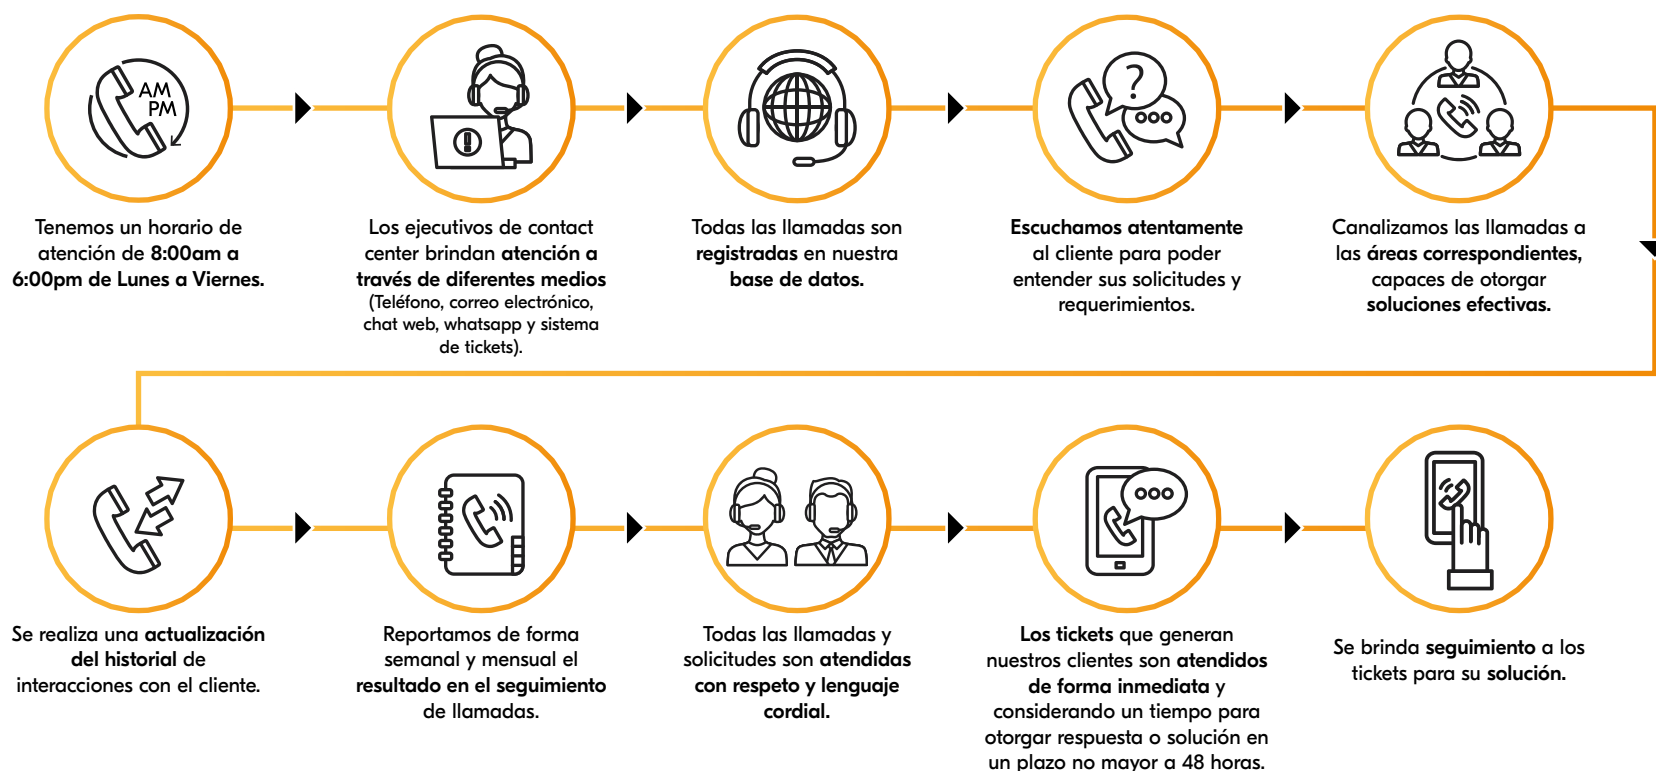 AM
PM
?
Tenemos un horario de
atención de 8:00am a
6:00pm de Lunes a Viernes.
Los ejecutivos de contact
center brindan atención a
través de diferentes medios
(Teléfono, correo electrónico,
chat web, whatsapp y sistema
de tickets).
Todas las llamadas son
registradas en nuestra
base de datos.
Escuchamos atentamente
al cliente para poder
entender sus solicitudes y
requerimientos.
Canalizamos las llamadas a
las áreas correspondientes,
capaces de otorgar
soluciones efectivas.
Se realiza una actualización
del historial de
interacciones con el cliente.
Reportamos de forma
semanal y mensual el
resultado en el seguimiento
de llamadas.
Todas las llamadas y
solicitudes son atendidas
con respeto y lenguaje
cordial.
Los tickets que generan
nuestros clientes son atendidos
de forma inmediata y
considerando un tiempo para
otorgar respuesta o solución en
un plazo no mayor a 48 horas.
Se brinda seguimiento a los
tickets para su solución.